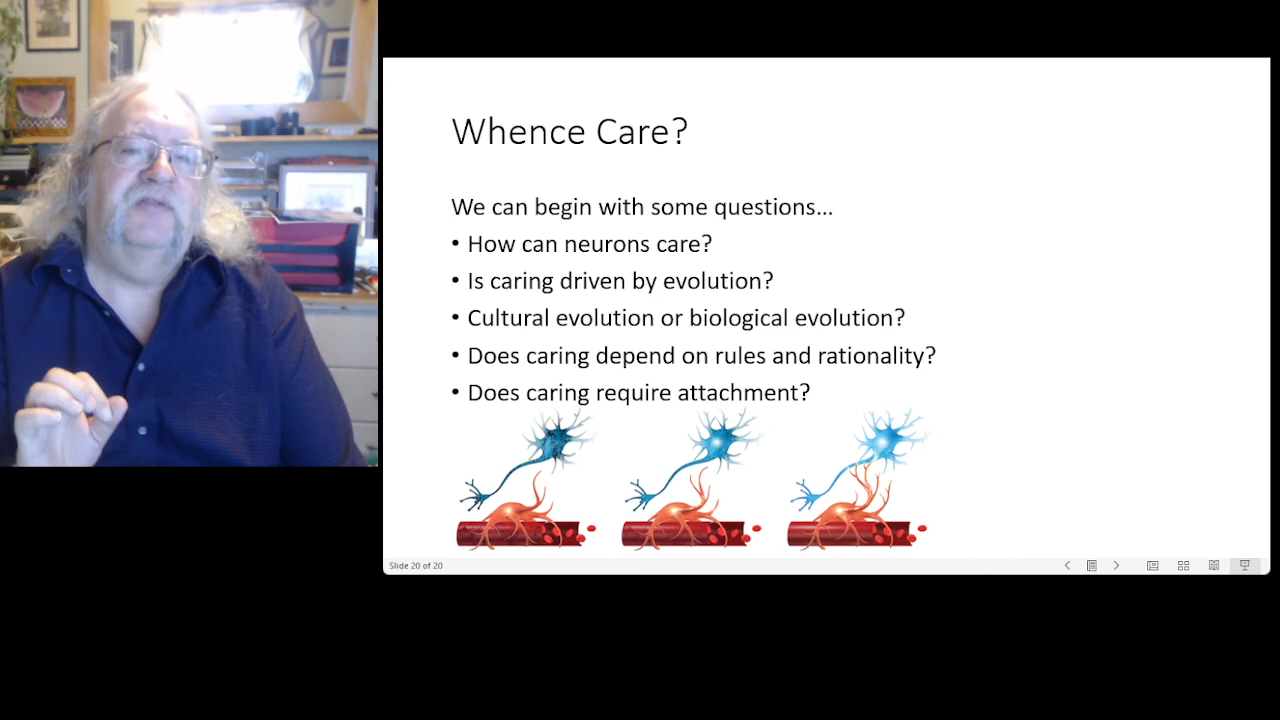 Whence Care?
We can begin with some questions...
• How can neurons care?
• Is caring driven by evolution?
• Cultural evolution or biological evolution?
• Does caring depend on rules and rationality?
• Does caring require attachment?
Slide 20 of 20